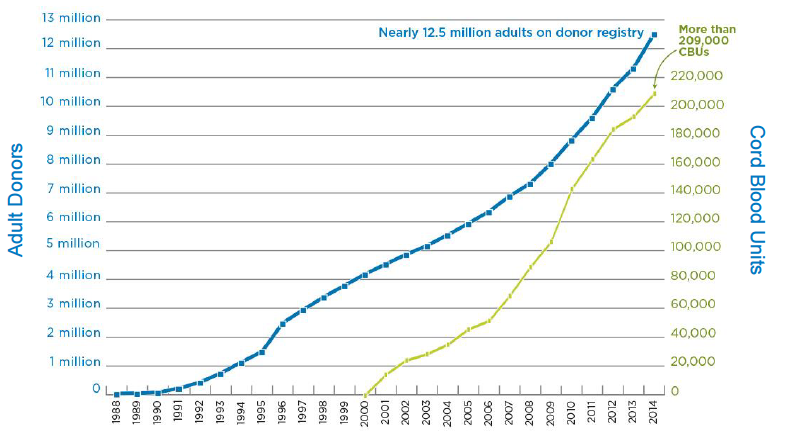 13 million
12 million
11 million
10 million
9 million
8 million
7 million
6 million
5 million
4 million
3 million
2 million
1 million
0
Adult Donors
Nearly 12.5 million adults on donor registry
More than
209,000
CBUs
220,000
200,000
180,000
160,000
140,000
120,000
100,000
80,000
60,000
40,000
20,000
0
Cord Blood Units
1988 1989 1990 1991 1992 1993 1994 1995 1996 1997 1998 1999 2000 2001 2002 2003 2004 2005 2006 2007 2008 2009 2010 2011 2012 2013 2014